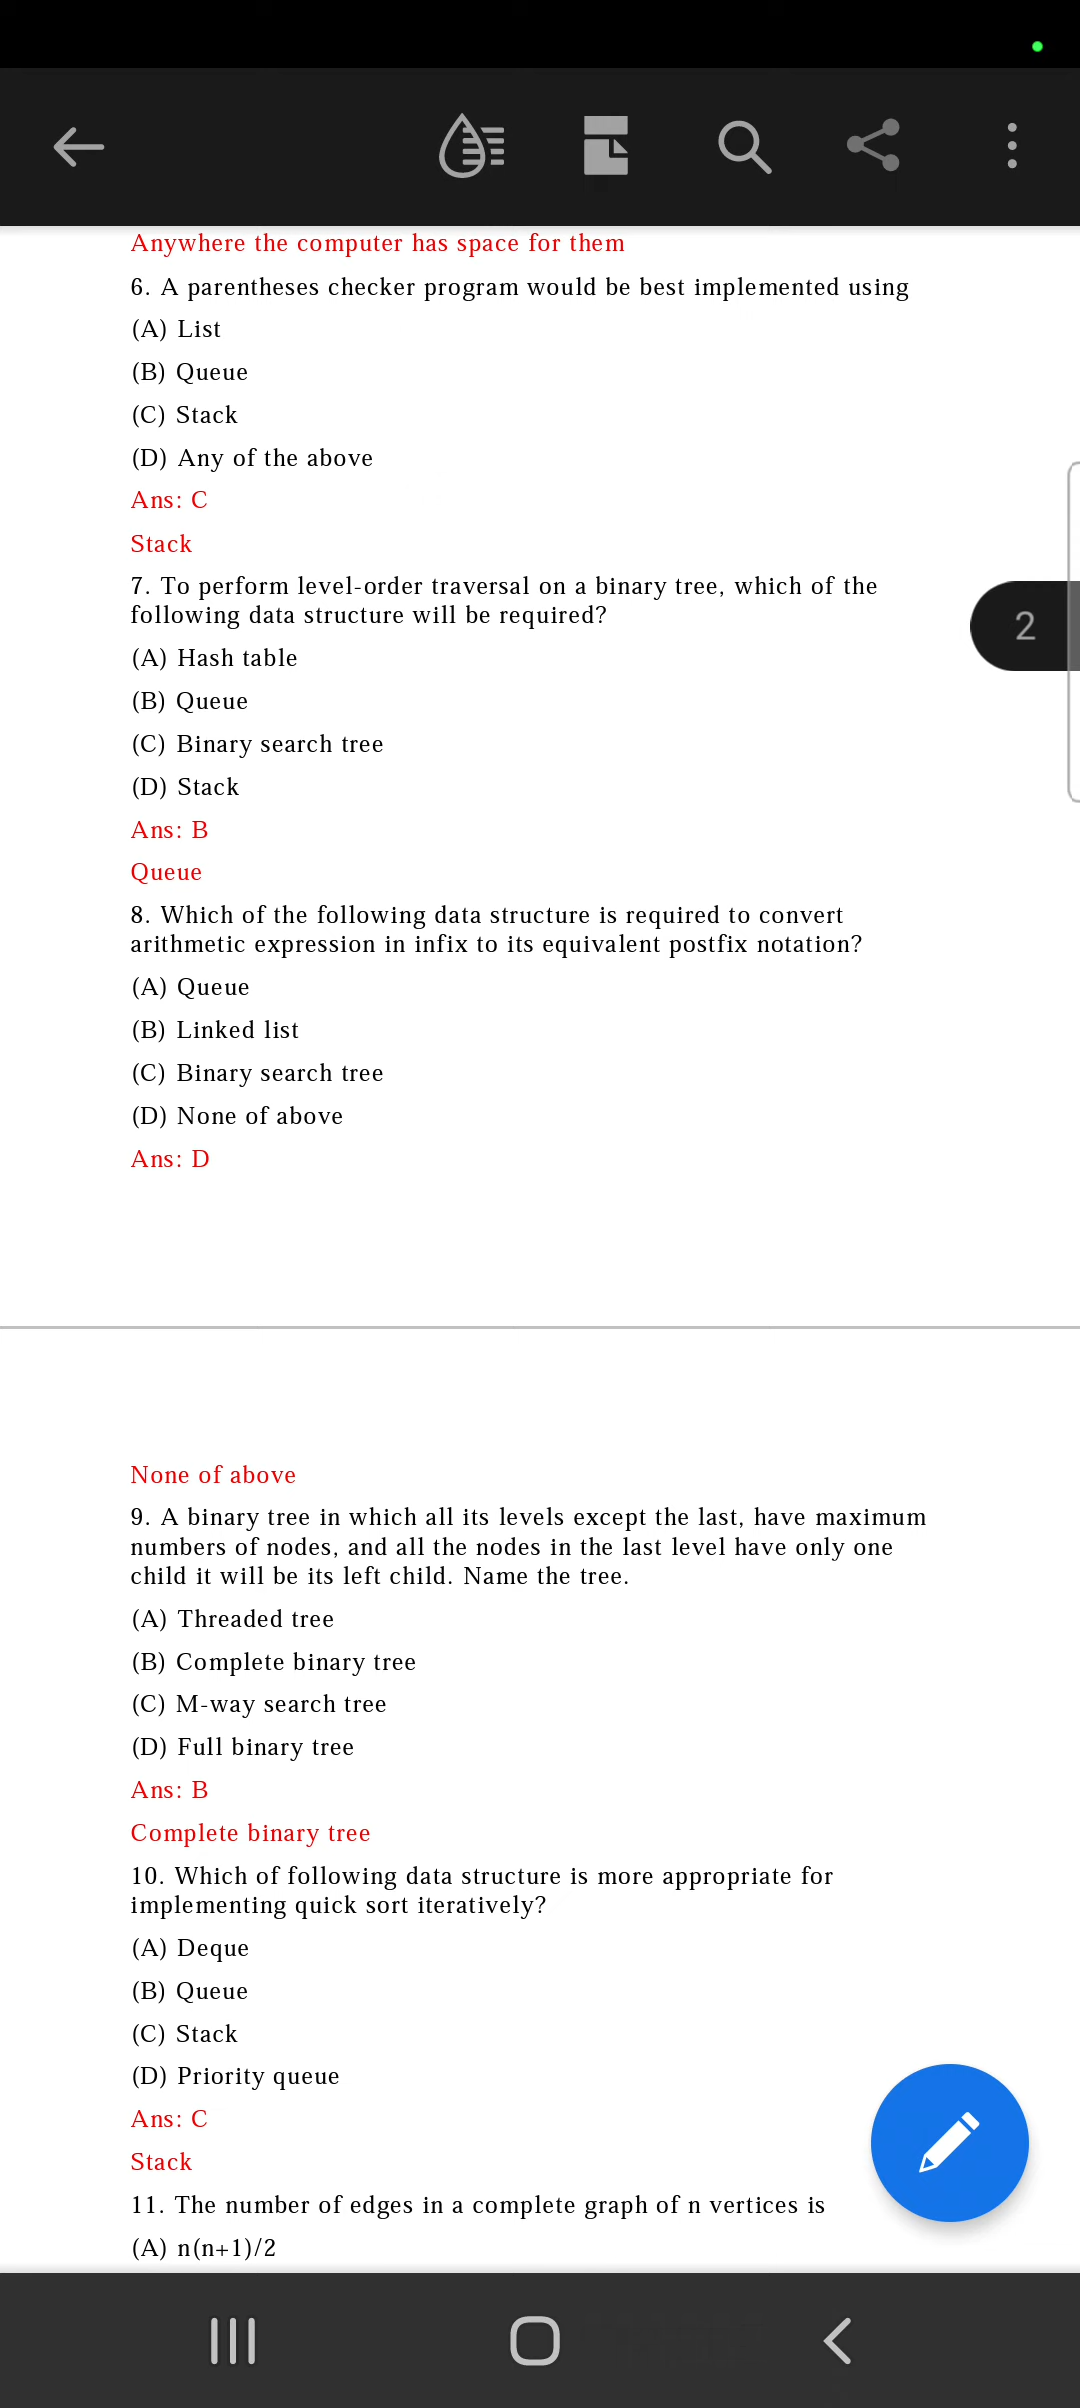 Anywhere the computer has space for them
6. A parentheses checker program would be best implemented using
(A) List
(B) Queue
(C) Stack
(D) Any of the above
Ans: C
Stack
7. To perform level-order traversal on a binary tree, which of the
following data structure will be required?
(A) Hash table
(B) Queue
(C) Binary search tree
(D) Stack
Ans: B
Queue
8. Which of the following data structure is required to convert
arithmetic expression in infix to its equivalent postfix notation?
(A) Queue
(B) Linked list
(C) Binary search tree
(D) None of above
Ans: D
2
None of above
9. A binary tree in which all its levels except the last, have maximum
numbers of nodes, and all the nodes in the last level have only one
child it will be its left child. Name the tree.
(A) Threaded tree
(B) Complete binary tree
(C) M-way search tree
(D) Full binary tree
Ans: B
Complete binary tree
10. Which of following data structure is more appropriate for
implementing quick sort iteratively?
(A) Deque
(B) Queue
(C) Stack
(D) Priority queue
Ans: C
Stack
11. The number of edges in a complete graph of n vertices is
(A) n(n+1)/2